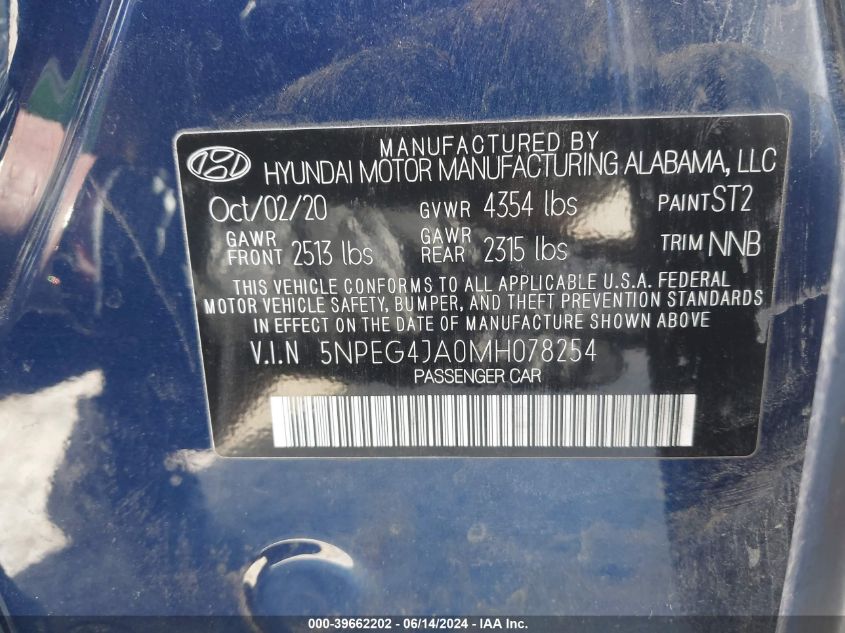 MANUFACTURED BY
HYUNDAI MOTOR MANUFACTURING ALABAMA, LLC
Oct/02/20 GVWR 4354 lbs PAINT ST2
GAWR FRONT 2513 lbs GAWR REAR 2315 lbs TRIM NNB
THIS VEHICLE CONFORMS TO ALL APPLICABLE U.S.A. FEDERAL
MOTOR VEHICLE SAFETY, BUMPER, AND THEFT PREVENTION STANDARDS
IN EFFECT ON THE DATE OF MANUFACTURE SHOWN ABOVE
V.I.N 5NPEG4JA0MH078254
PASSENGER CAR
000-39662202 - 06/14/2024 - IAA Inc.